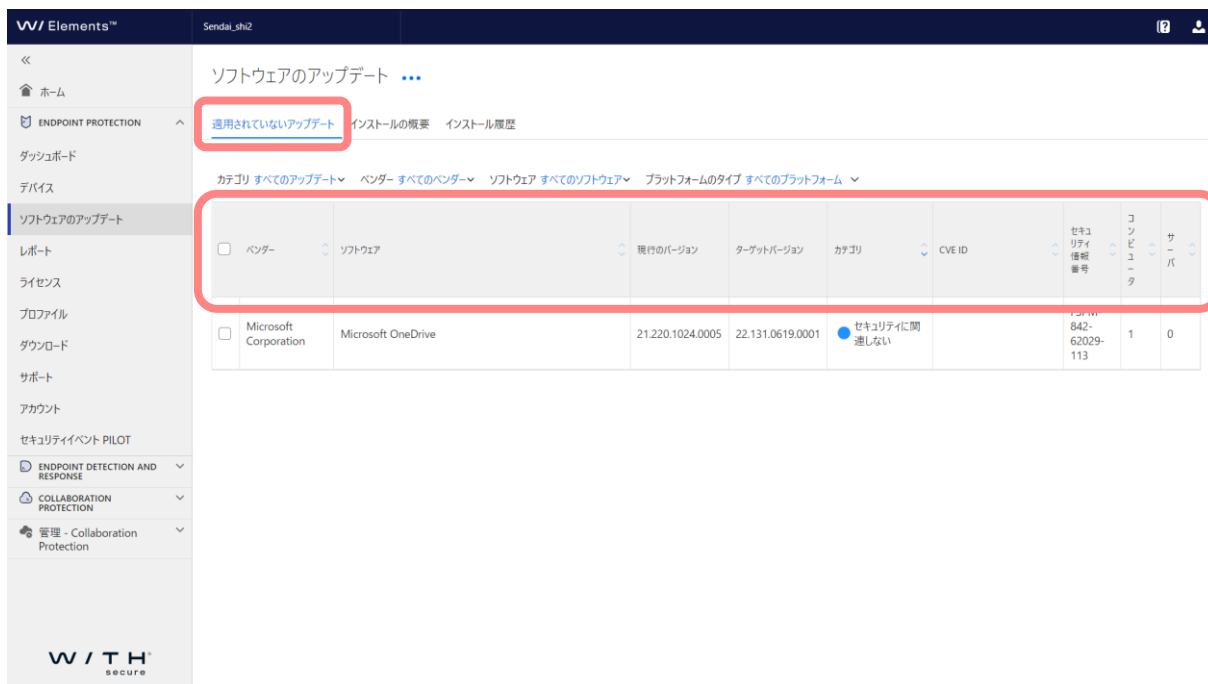 W/ Elements™
Sendai_shi2
ホーム
ENDPOINT PROTECTION
ダッシュボード
デバイス
ソフトウェアのアップデート
レポート
ライセンス
プロファイル
ダウンロード
サポート
アカウント
セキュリティイベント PILOT
ENDPOINT DETECTION AND
RESPONSE
COLLABORATION
PROTECTION
管理 - Collaboration
Protection
W / T H
secure
ソフトウェアのアップデート
適用されていないアップデート インストールの概要 インストール履歴
カテゴリ すべてのアップデート ベンダー すべてのベンダー ソフトウェア すべてのソフトウェア プラットフォームのタイプ すべてのプラットフォーム
ベンダー
ソフトウェア
現行のバージョン
ターゲットバージョン
カテゴリ
CVE ID
セキュ
リティ
情報
番号
コンピュータ
サーバ
Microsoft
Corporation
Microsoft OneDrive
21.220.1024.0005
22.131.0619.0001
セキュリティに関
連しない
842-
62029-
113
1
0